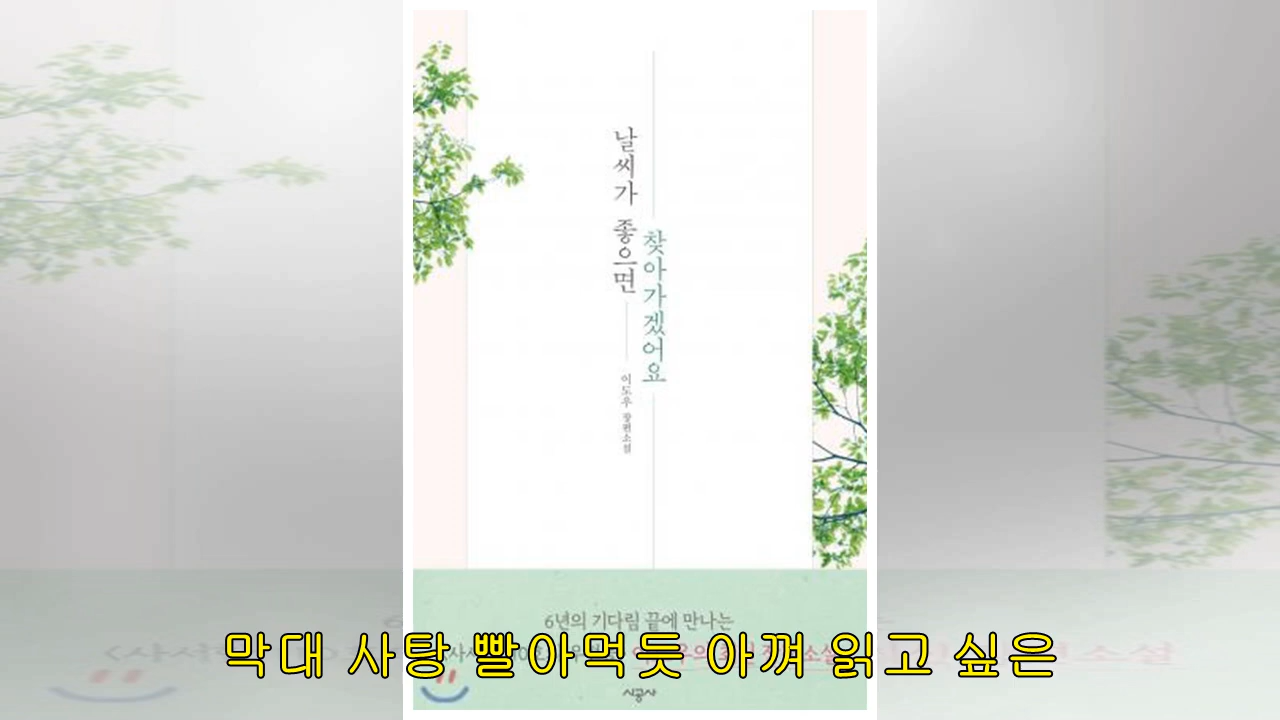 날씨가 좋으면
찾아가겠어요
이도우 장편소설
6년의 기다림 끝에 만나는
막대 사탕 빨아먹듯 아껴 읽고 싶은
시공사